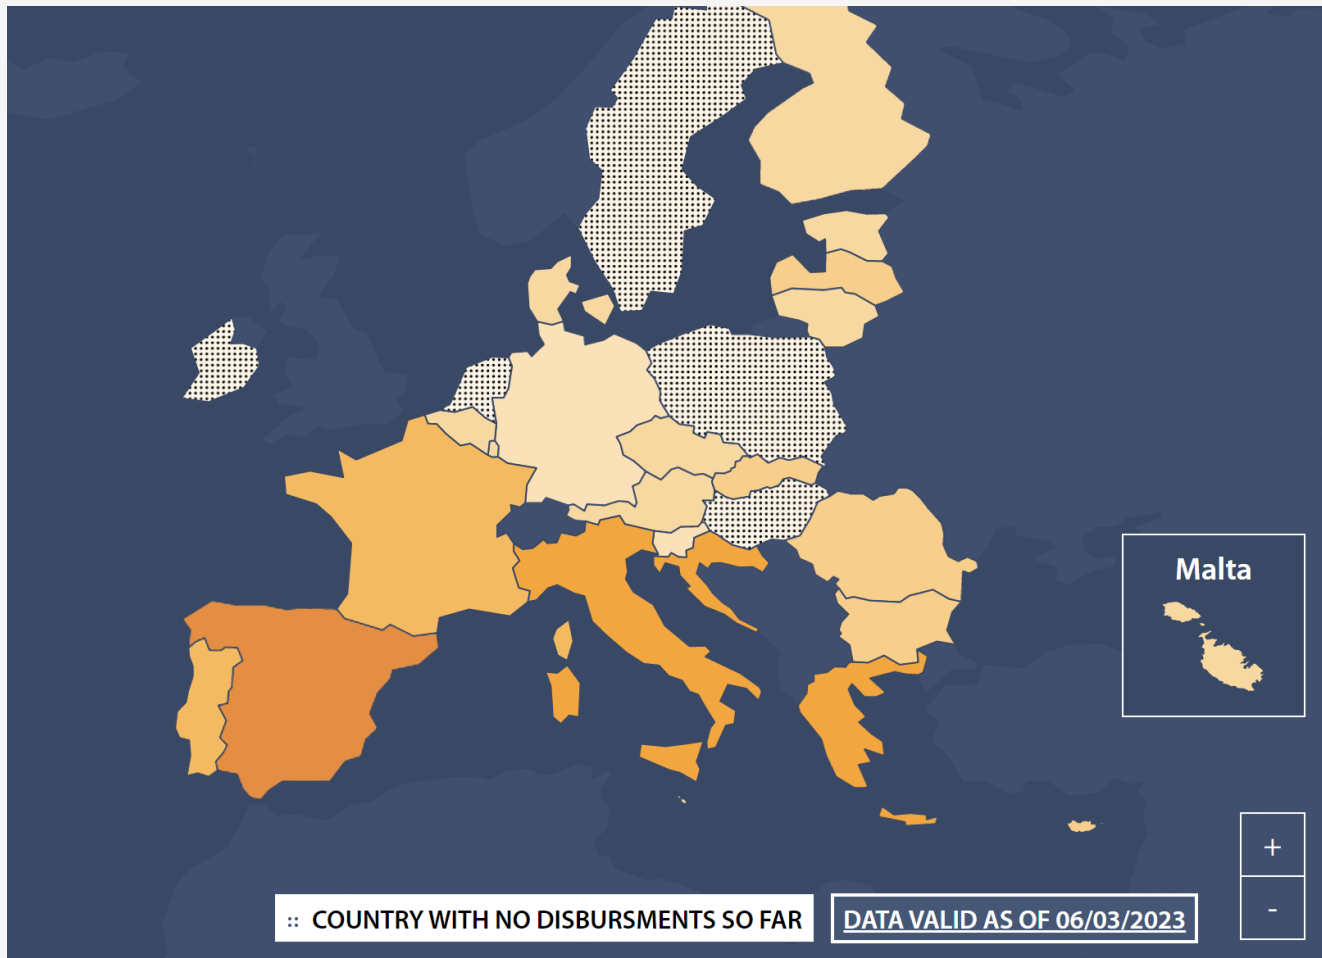 Malta
+
-
COUNTRY WITH NO DISBURSMENTS SO FAR
DATA VALID AS OF 06/03/2023